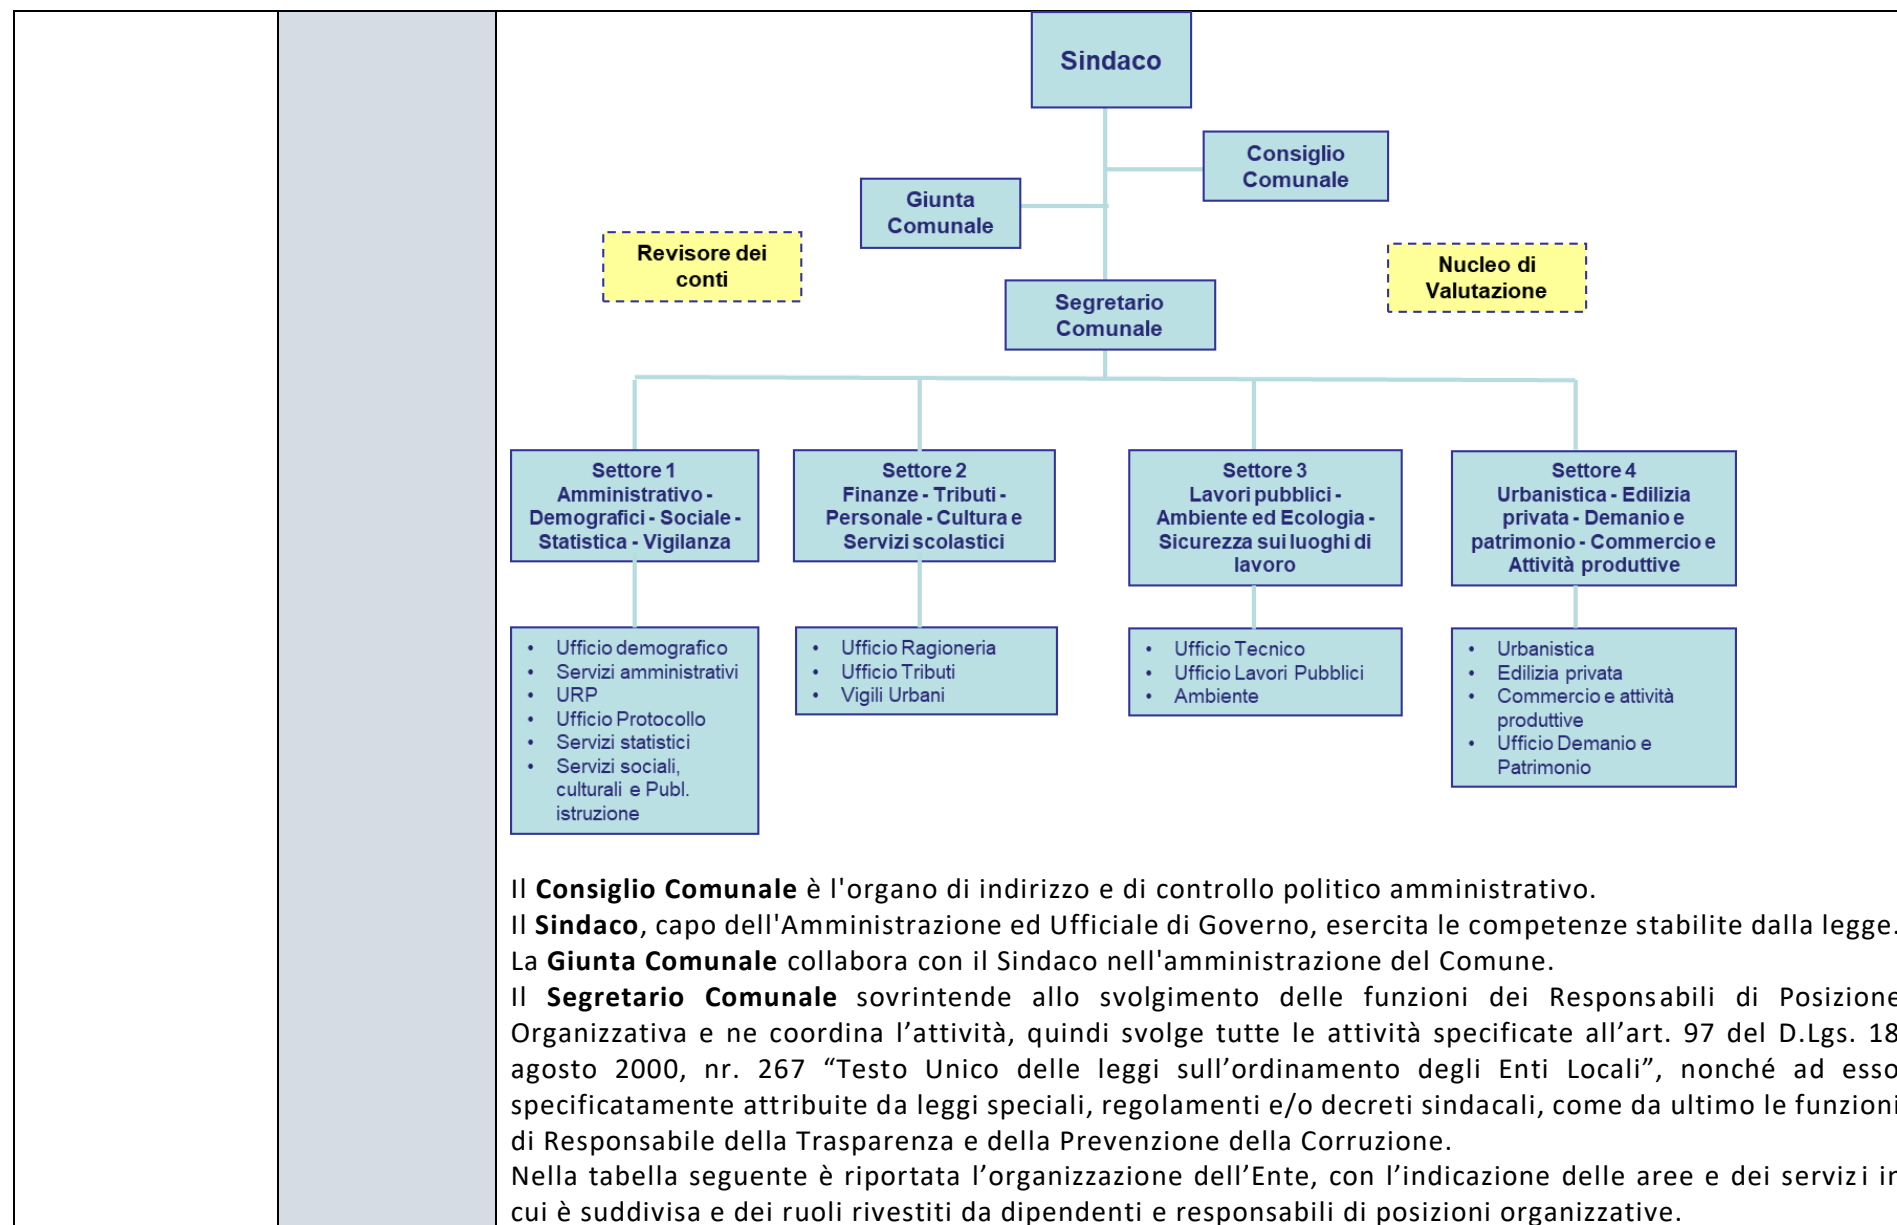 Sindaco
Consiglio
Comunale
Giunta
Comunale
Revisore dei
conti
Nucleo di
Valutazione
Segretario
Comunale
Settore 1
Amministrativo -
Demografici - Sociale -
Statistica - Vigilanza
Settore 2
Finanze - Tributi -
Personale - Cultura e
Servizi scolastici
Settore 3
Lavori pubblici -
Ambiente ed Ecologia -
Sicurezza sui luoghi di
lavoro
Settore 4
Urbanistica - Edilizia
privata - Demanio e
patrimonio - Commercio e
Attività produttive
• Ufficio demografico
• Servizi amministrativi
• URP
• Ufficio Protocollo
• Servizi statistici
• Servizi sociali,
culturali e Publ.
istruzione
• Ufficio Ragioneria
• Ufficio Tributi
• Vigili Urbani
• Ufficio Tecnico
• Ufficio Lavori Pubblici
• Ambiente
• Urbanistica
• Edilizia privata
• Commercio e attività
produttive
• Ufficio Demanio e
Patrimonio
Il Consiglio Comunale è l'organo di indirizzo e di controllo politico amministrativo.
Il Sindaco, capo dell'Amministrazione ed Ufficiale di Governo, esercita le competenze stabilite dalla legge.
La Giunta Comunale collabora con il Sindaco nell'amministrazione del Comune.
Il Segretario Comunale sovrintende allo svolgimento delle funzioni dei Responsabili di Posizione
Organizzativa e ne coordina l’attività, quindi svolge tutte le attività specificate all’art. 97 del D.Lgs. 18
agosto 2000, nr. 267 “Testo Unico delle leggi sull’ordinamento degli Enti Locali”, nonché ad esso
specificatamente attribuite da leggi speciali, regolamenti e/o decreti sindacali, come da ultimo le funzioni
di Responsabile della Trasparenza e della Prevenzione della Corruzione.
Nella tabella seguente è riportata l’organizzazione dell’Ente, con l’indicazione delle aree e dei servizi in
cui è suddivisa e dei ruoli rivestiti da dipendenti e responsabili di posizioni organizzative.